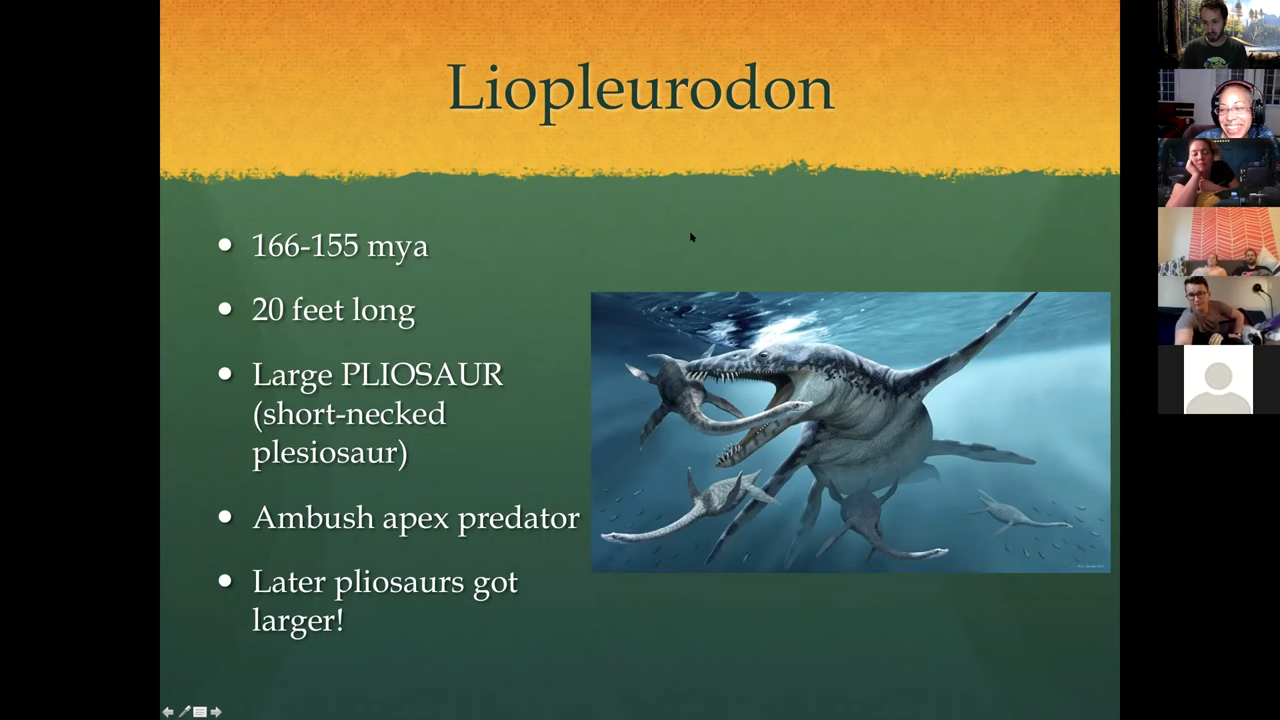 Liopleurodon
166-155 mya
20 feet long
Large PLIOSAUR
(short-necked
plesiosaur)
Ambush apex predator
Later pliosaurs got
larger!